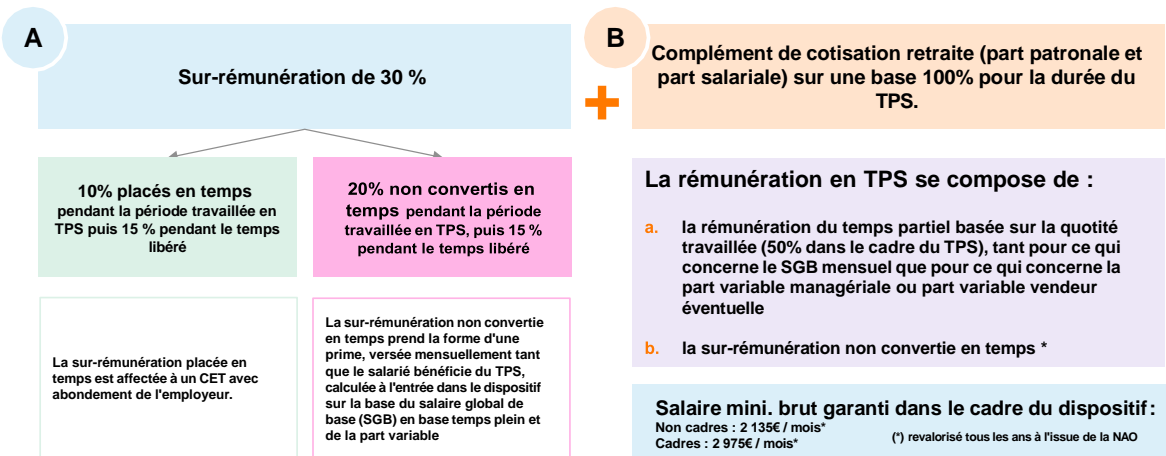 A
Sur-rémunération de 30 %
10% placés en temps
pendant la période travaillée en
TPS puis 15 % pendant le temps
libéré
20% non convertis en
temps pendant la période
travaillée en TPS, puis 15 %
pendant le temps libéré
La sur-rémunération placée en
temps est affectée à un CET avec
abondement de l'employeur.
La sur-rémunération non convertie
en temps prend la forme d'une
prime, versée mensuellement tant
que le salarié bénéficie du TPS,
calculée à l'entrée dans le dispositif
sur la base du salaire global de
base (SGB) en base temps plein et
de la part variable
+
B
Complément de cotisation retraite (part patronale et
part salariale) sur une base 100% pour la durée du
TPS.
La rémunération en TPS se compose de :
a. la rémunération du temps partiel basée sur la quotité
travaillée (50% dans le cadre du TPS), tant pour ce qui
concerne le SGB mensuel que pour ce qui concerne la
part variable managériale ou part variable vendeur
éventuelle
b. la sur-rémunération non convertie en temps *
Salaire mini. brut garanti dans le cadre du dispositif :
Non cadres : 2 135€ / mois*
Cadres : 2 975€ / mois*
(*) revalorisé tous les ans à l'issue de la NAO